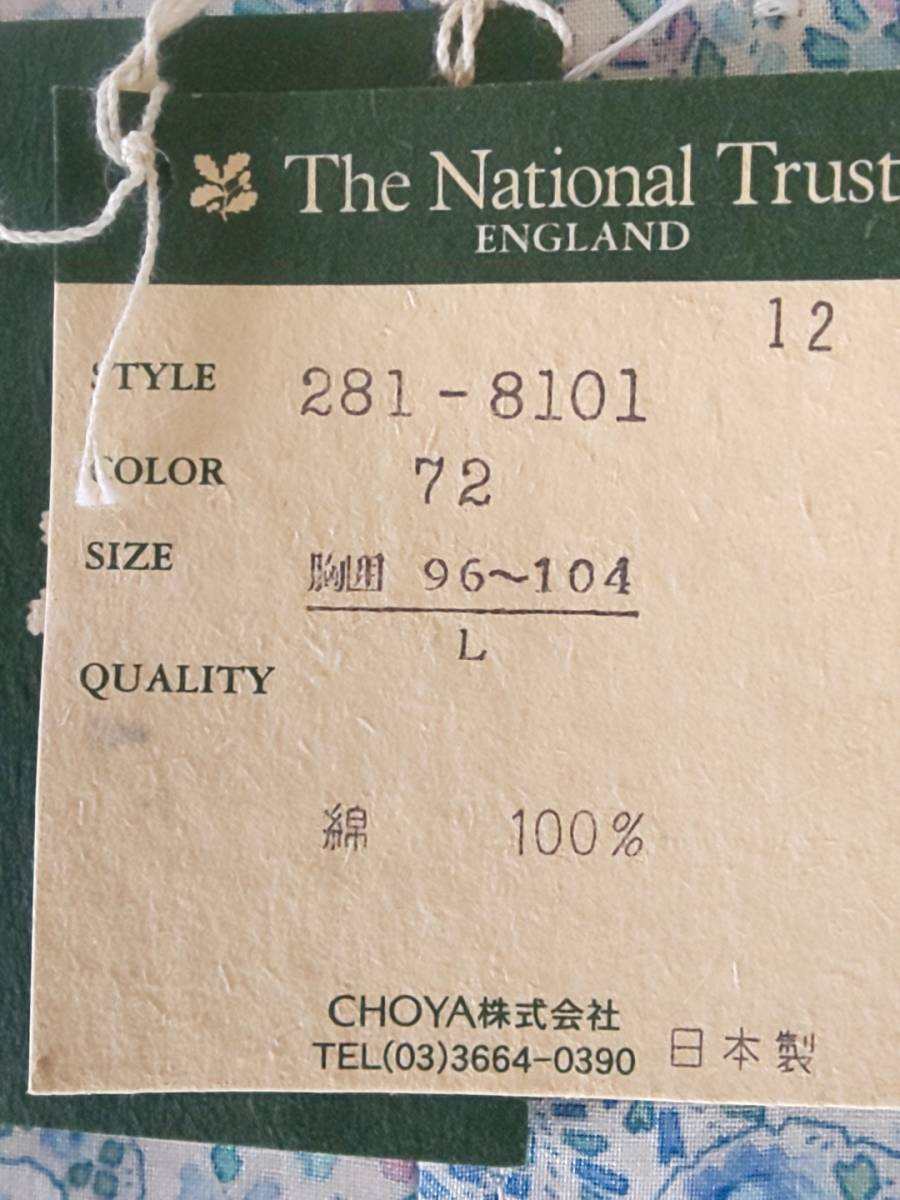 The National Trust
ENGLAND
12
STYLE 281-8101
COLOR 72
SIZE 胸囲 96~104
L
QUALITY
綿 100%
CHOYA株式会社
TEL(03)3664-0390 日本製